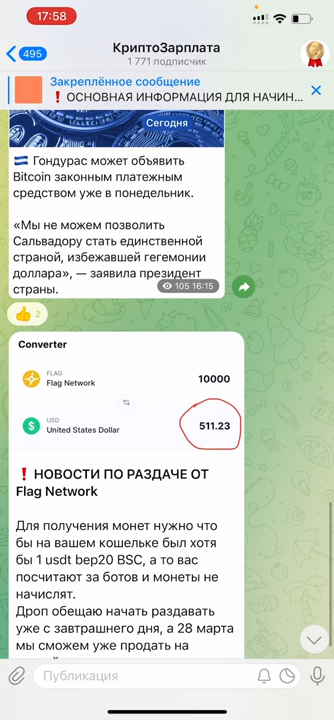 17:58
495
КриптоЗарплата
1 771 подписчик
Закреплённое сообщение
❗ ОСНОВНАЯ ИНФОРМАЦИЯ ДЛЯ НАЧИН...
Сегодня
🇭🇳 Гондурас может объявить
Bitcoin законным платежным
средством уже в понедельник.
«Мы не можем позволить
Сальвадору стать единственной
страной, избежавшей гегемонии
доллара», — заявила президент
страны.
105 16:15
👍 2
Converter
FLAG
Flag Network
10000
USD
United States Dollar
511.23
❗ НОВОСТИ ПО РАЗДАЧЕ ОТ
Flag Network
Для получения монет нужно что
бы на вашем кошельке был хотя
бы 1 usdt bep20 BSC, а то вас
посчитают за ботов и монеты не
начислят.
Дроп обещаю начать раздавать
уже с завтрашнего дня, а 28 марта
мы сможем уже продать на
Публикация